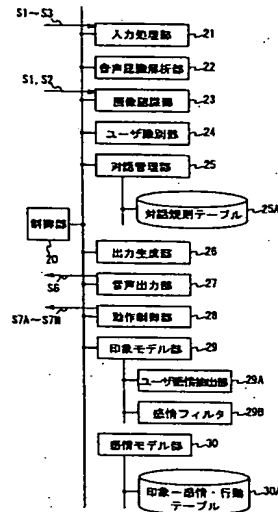 S1～S3
入力処理部
21
音声認識解析部
22
S1,S2
画像認識部
23
ユーザ識別部
24
対話管理部
25
対話規則テーブル
25A
制御部
20
出力生成部
26
S6
音声出力部
27
S7A～S7N
動作制御部
28
印象モデル部
29
ユーザ感情抽出部
29A
感情フィルタ
29B
感情モデル部
30
印象－感情・行動
テーブル
30A